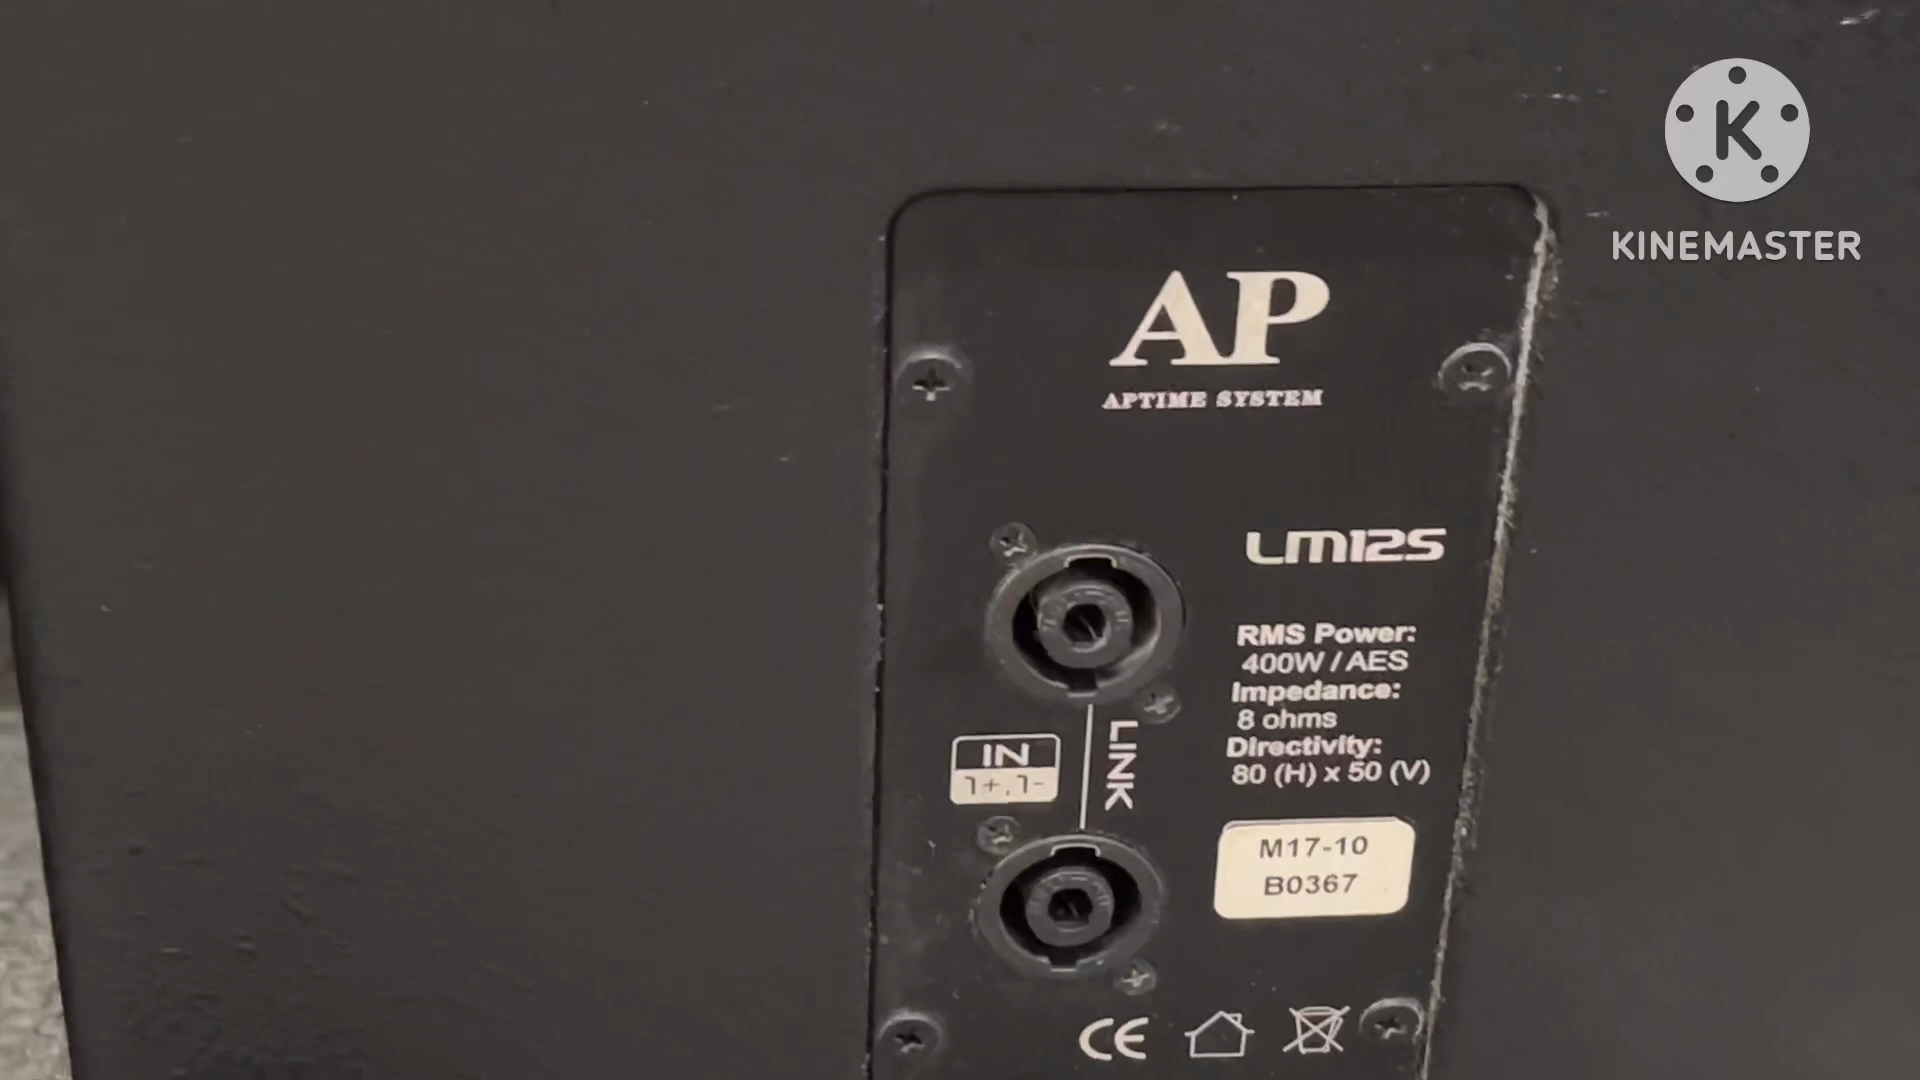 KINEMASTER
AP
APTIME SYSTEM
LM12S
RMS Power:
400W / AES
Impedance:
8 ohms
Directivity:
80 (H) x 50 (V)
LINK
IN
1+,1-
M17-10
B0367
CE